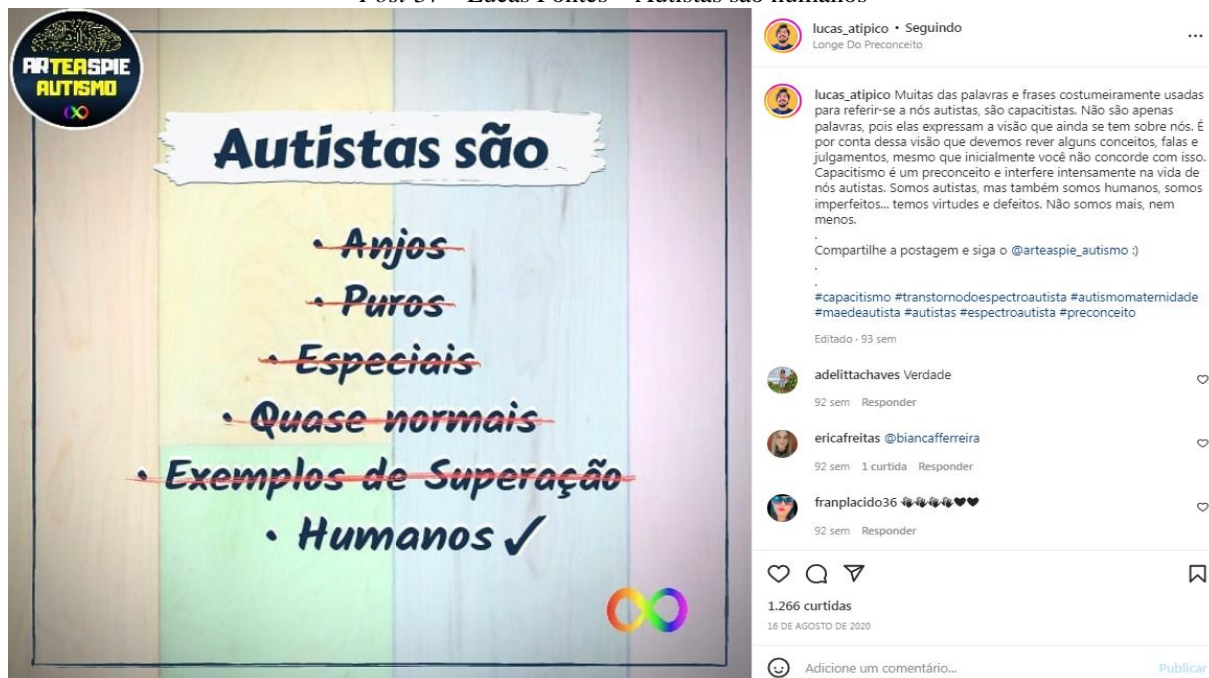 ARTEASPIE
AUTISMO
Autistas são
• Anjos
• Puros
• Especiais
• Quase normais
• Exemplos de Superação
• Humanos ✓
lucas_atipico • Seguindo
Longe Do Preconceito
lucas_atipico Muitas das palavras e frases costumeiramente usadas
para referir-se a nós autistas, são capacitistas. Não são apenas
palavras, pois elas expressam a visão que ainda se tem sobre nós. É
por conta dessa visão que devemos rever alguns conceitos, falas e
julgamentos, mesmo que inicialmente você não concorde com isso.
Capacitismo é um preconceito e interfere intensamente na vida de
nós autistas. Somos autistas, mas também somos humanos, somos
imperfeitos... temos virtudes e defeitos. Não somos mais, nem
menos.
.
Compartilhe a postagem e siga o @arteaspie_autismo :)
.
.
#capacitismo #transtornodoespectroautista #autismomaternidade
#maedeautista #autistas #espectroautista #preconceito
Editado · 93 sem
adelittachaves Verdade
92 sem Responder
ericafreitas @biancafferreira
92 sem 1 curtida Responder
franplacido36 👏👏👏👏🖤🖤
92 sem Responder
1.266 curtidas
16 DE AGOSTO DE 2020
Adicione um comentário...
Publicar